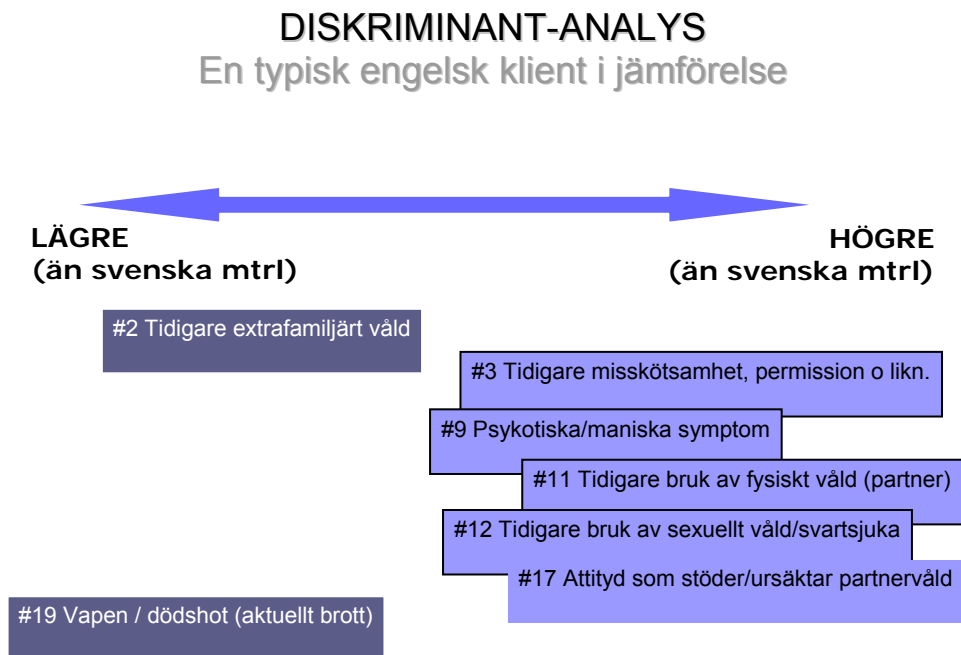 DISKRIMINANT-ANALYS
En typisk engelsk klient i jämförelse
LÄGRE
(än svenska mtrl)
HÖGRE
(än svenska mtrl)
#2 Tidigare extrafamiljärt våld
#3 Tidigare misskötsamhet, permission o likn.
#9 Psykotiska/maniska symptom
#11 Tidigare bruk av fysiskt våld (partner)
#12 Tidigare bruk av sexuellt våld/svartsjuka
#17 Attityd som stöder/ursäktar partnervåld
#19 Vapen / dödshot (aktuellt brott)